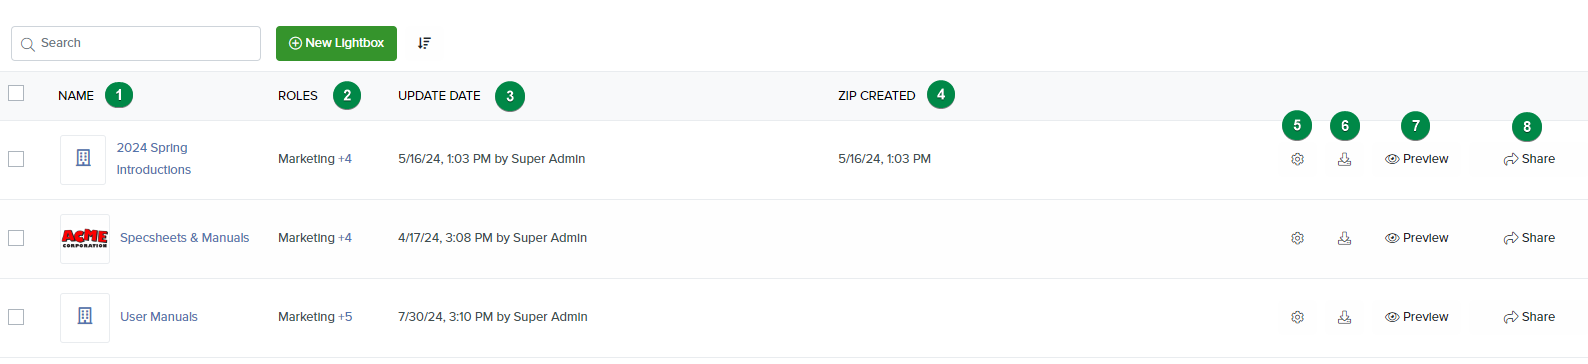 Search
New Lightbox
NAME 1 ROLES 2 UPDATE DATE 3 ZIP CREATED 4
5 6 7 8
2024 Spring
Introductions
Marketing +4 5/16/24, 1:03 PM by Super Admin 5/16/24, 1:03 PM Preview Share
ACME
CORPORATION
Specsheets & Manuals Marketing +4 4/17/24, 3:08 PM by Super Admin Preview Share
User Manuals Marketing +5 7/30/24, 3:10 PM by Super Admin Preview Share